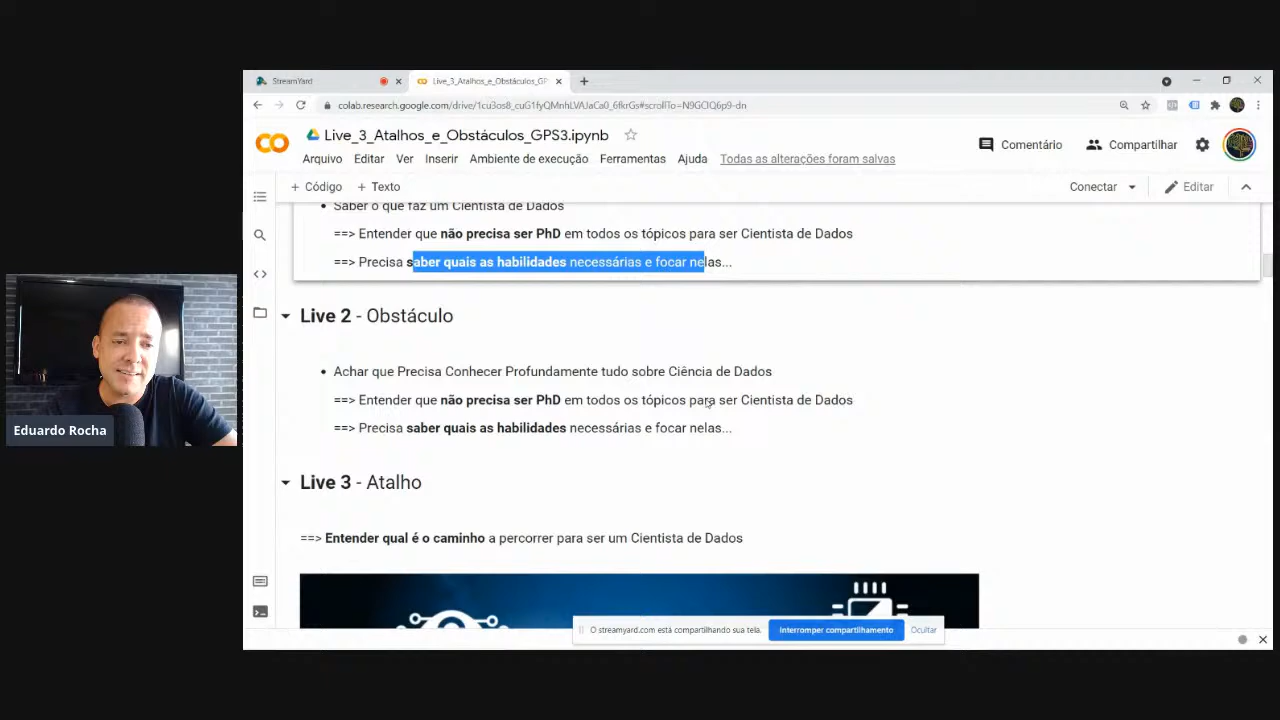 StreamYard
Live_3_Atalhos_e_Obstáculos_GP
colab.research.google.com/drive/1cu3os8_cuG1fyQMnhLVAJaCa0_6fkrGs#scrollTo=N9GCIQ6p9-dn
Live_3_Atalhos_e_Obstáculos_GPS3.ipynb
Comentário
Compartilhar
Arquivo Editar Ver Inserir Ambiente de execução Ferramentas Ajuda Todas as alterações foram salvas
+ Código + Texto
Conectar
Editar
• Saber o que faz um Cientista de Dados
==> Entender que não precisa ser PhD em todos os tópicos para ser Cientista de Dados
==> Precisa saber quais as habilidades necessárias e focar nelas...
Live 2 - Obstáculo
• Achar que Precisa Conhecer Profundamente tudo sobre Ciência de Dados
==> Entender que não precisa ser PhD em todos os tópicos para ser Cientista de Dados
==> Precisa saber quais as habilidades necessárias e focar nelas...
Eduardo Rocha
Live 3 - Atalho
==> Entender qual é o caminho a percorrer para ser um Cientista de Dados
O streamyard.com está compartilhando sua tela.
Interromper compartilhamento
Ocultar